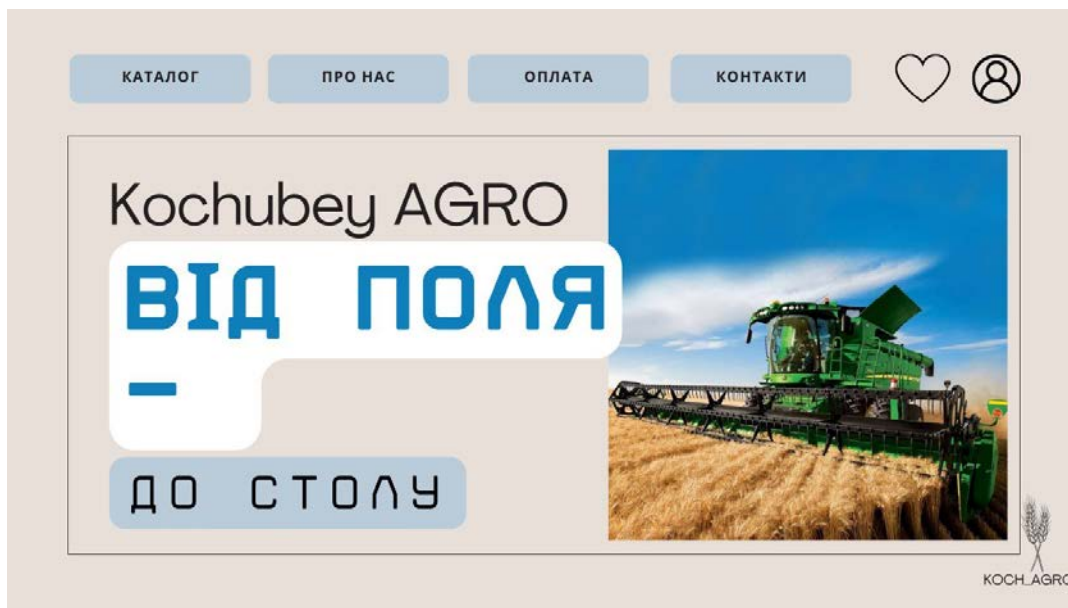 КАТАЛОГ
ПРО НАС
ОПЛАТА
КОНТАКТИ
Kochubey AGRO
ВІД ПОЛЯ
–
ДО СТОЛУ
KOCH_AGRO